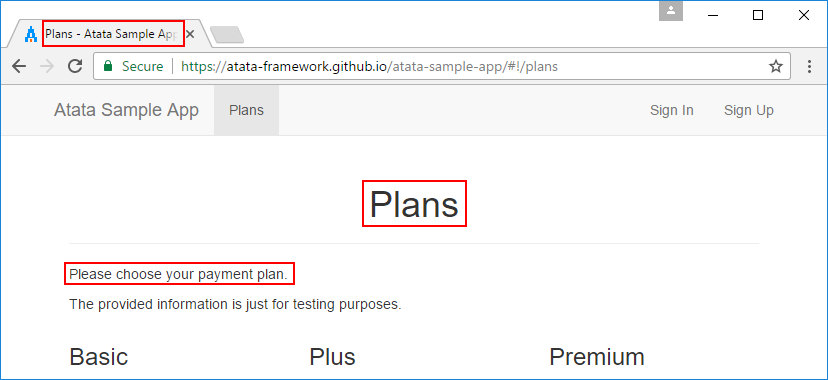 Plans - Atata Sample App
Secure https://atata-framework.github.io/atata-sample-app/#!/plans
Atata Sample App Plans Sign In Sign Up
Plans
Please choose your payment plan.
The provided information is just for testing purposes.
Basic Plus Premium